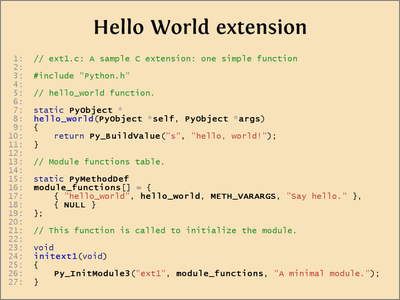 Hello World extension
1: // ext1.c: A sample C extension: one simple function
2:
3: #include "Python.h"
4:
5: // hello_world function.
6:
7: static PyObject *
8: hello_world(PyObject *self, PyObject *args)
9: {
10:     return Py_BuildValue("s", "hello, world!");
11: }
12:
13: // Module functions table.
14:
15: static PyMethodDef
16: module_functions[] = {
17:     { "hello_world", hello_world, METH_VARARGS, "Say hello." },
18:     { NULL }
19: };
20:
21: // This function is called to initialize the module.
22:
23: void
24: initext1(void)
25: {
26:     Py_InitModule3("ext1", module_functions, "A minimal module.");
27: }